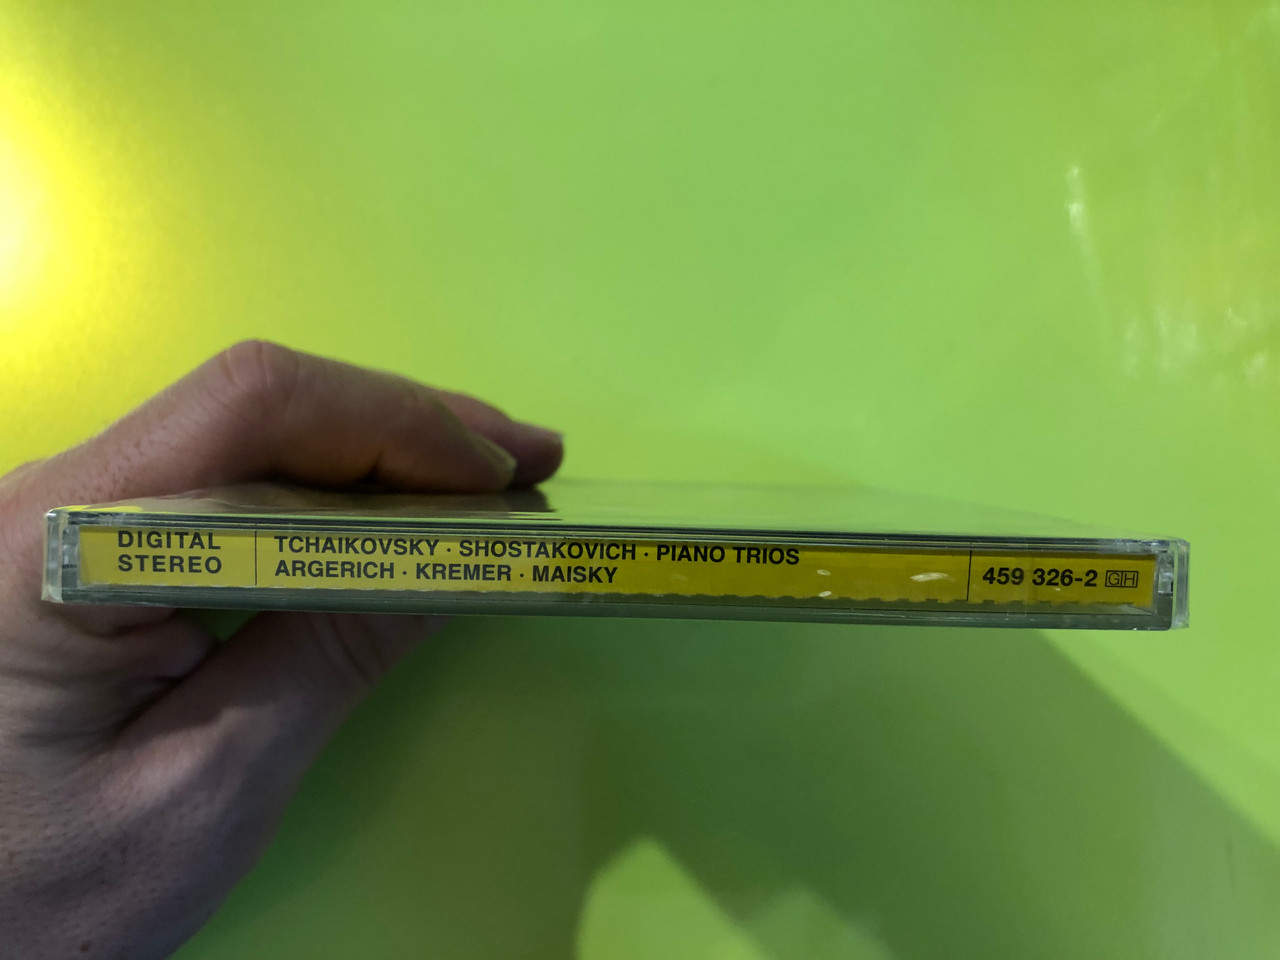 DIGITAL
STEREO
TCHAIKOVSKY · SHOSTAKOVICH · PIANO TRIOS
ARGERICH · KREMER · MAISKY
459 326-2 GH